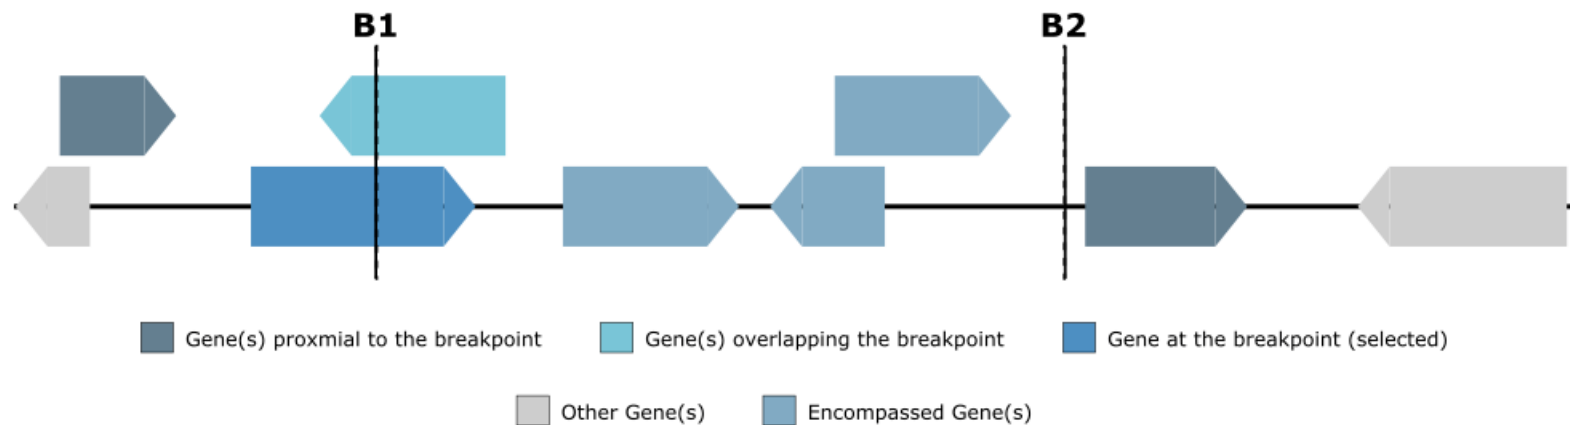 B1
B2
Gene(s) proxmial to the breakpoint
Gene(s) overlapping the breakpoint
Gene at the breakpoint (selected)
Other Gene(s)
Encompassed Gene(s)